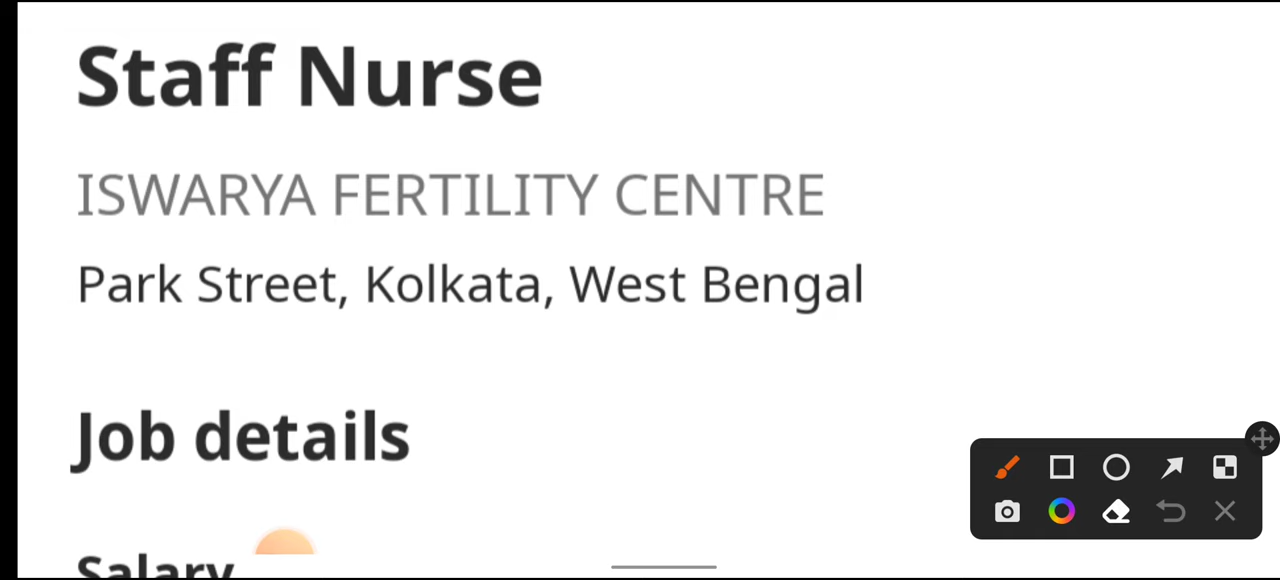 Staff Nurse
ISWARYA FERTILITY CENTRE
Park Street, Kolkata, West Bengal
Job details
Salary